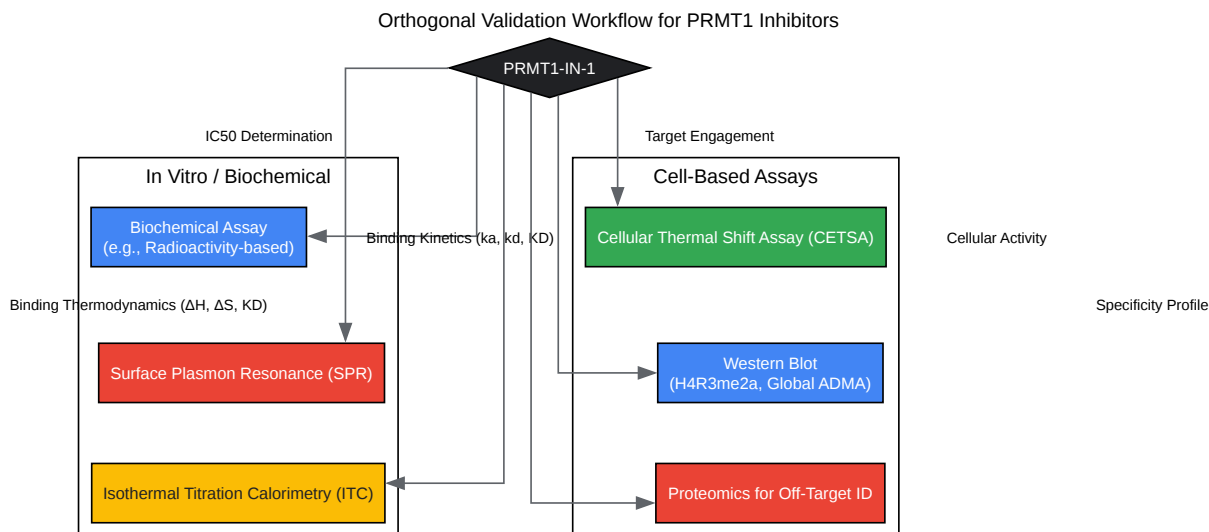 Orthogonal Validation Workflow for PRMT1 Inhibitors
PRMT1-IN-1
IC50 Determination
Target Engagement
In Vitro / Biochemical
Cell-Based Assays
Biochemical Assay
(e.g., Radioactivity-based)
Binding Kinetics (ka, kd, KD)
Cellular Thermal Shift Assay (CETSA)
Cellular Activity
Binding Thermodynamics (ΔH, ΔS, KD)
Specificity Profile
Surface Plasmon Resonance (SPR)
Western Blot
(H4R3me2a, Global ADMA)
Isothermal Titration Calorimetry (ITC)
Proteomics for Off-Target ID